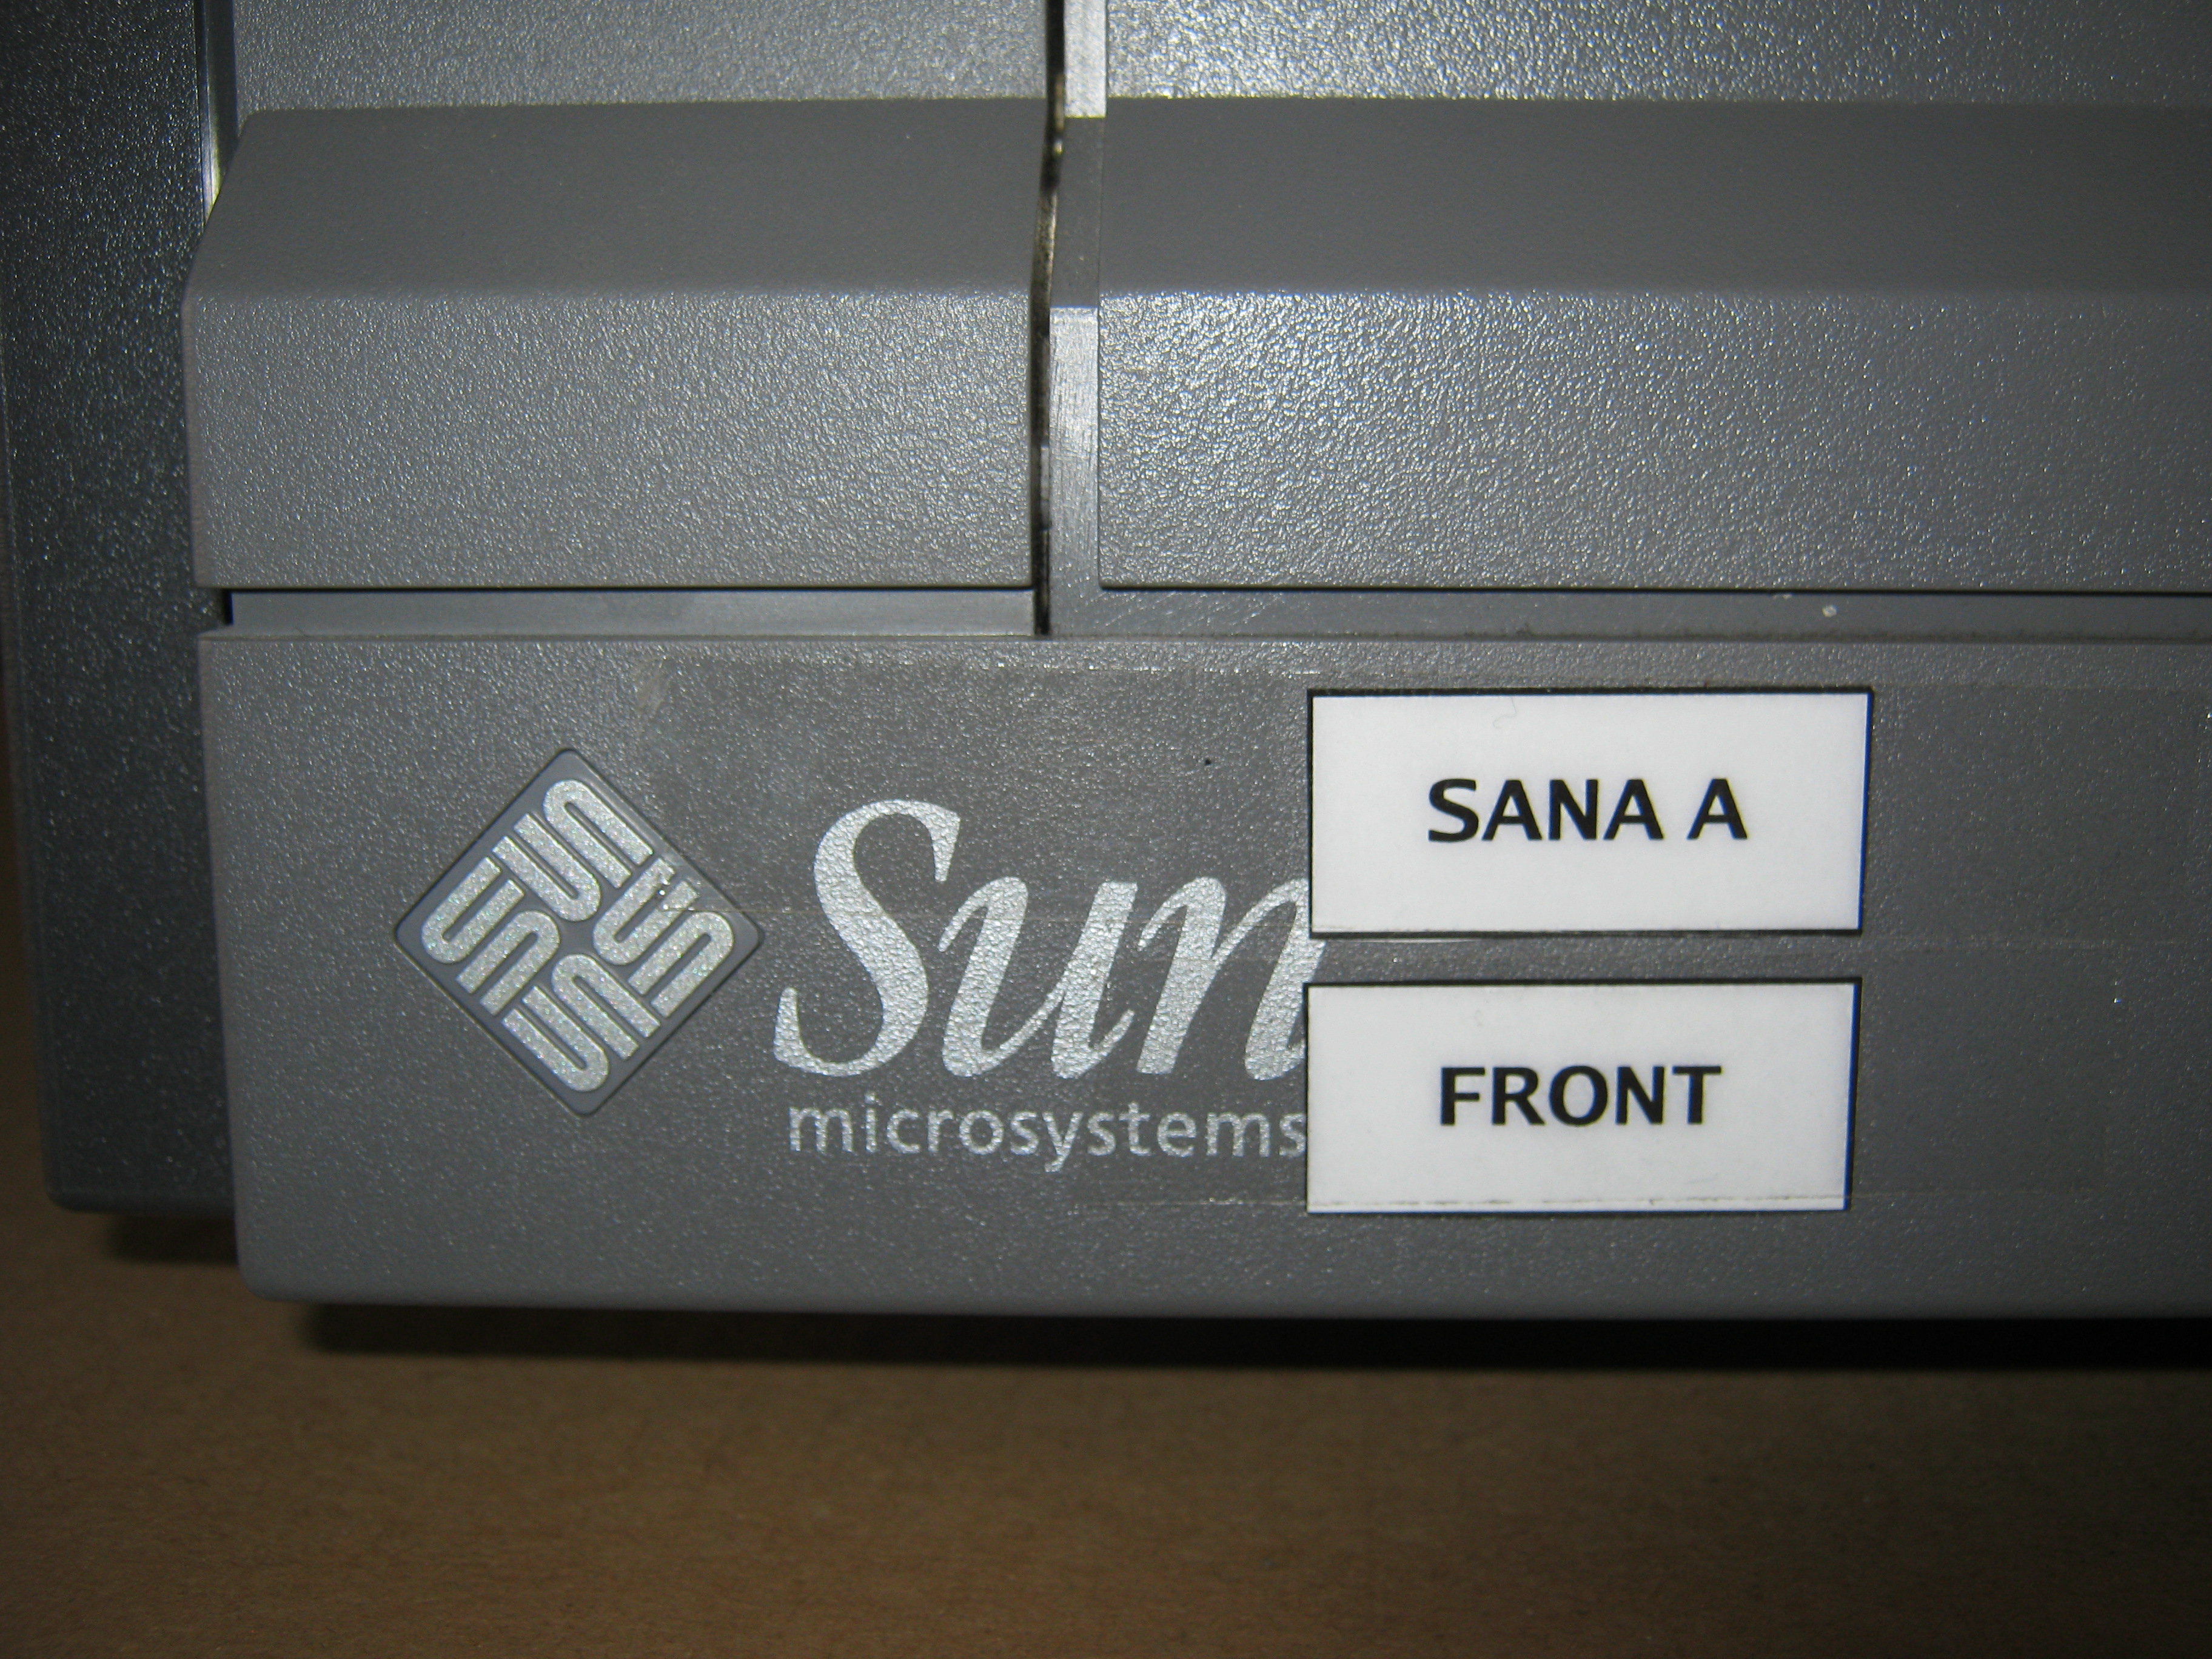 Sun
microsystems
SANA A
FRONT